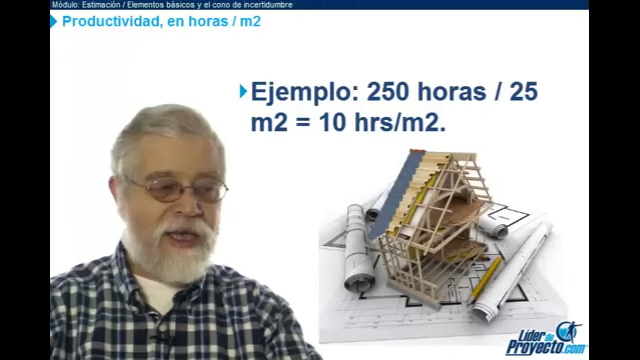 Módulo: Estimación / Elementos básicos y el cono de incertidumbre
Productividad, en horas / m2
Ejemplo: 250 horas / 25
m2 = 10 hrs/m2.
Líder de
Proyecto.com